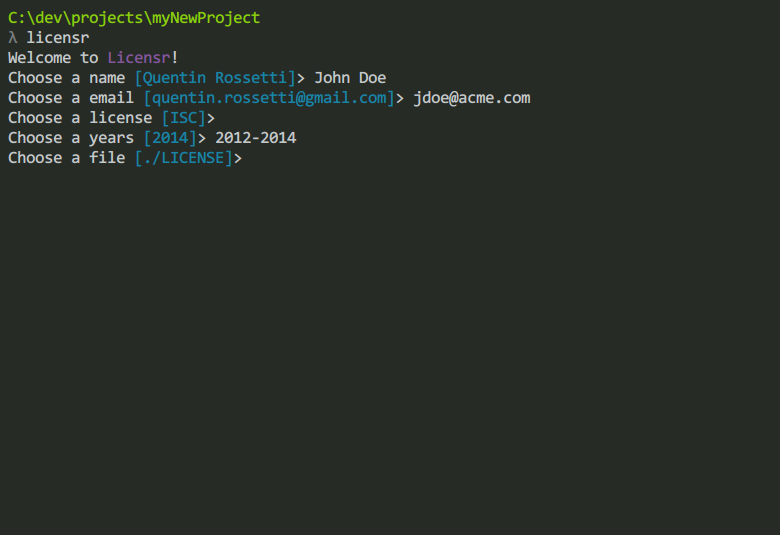 C:\dev\projects\myNewProject
λ licensr
Welcome to Licensr!
Choose a name [Quentin Rossetti]> John Doe
Choose a email [quentin.rossetti@gmail.com]> jdoe@acme.com
Choose a license [ISC]>
Choose a years [2014]> 2012-2014
Choose a file [./LICENSE]>